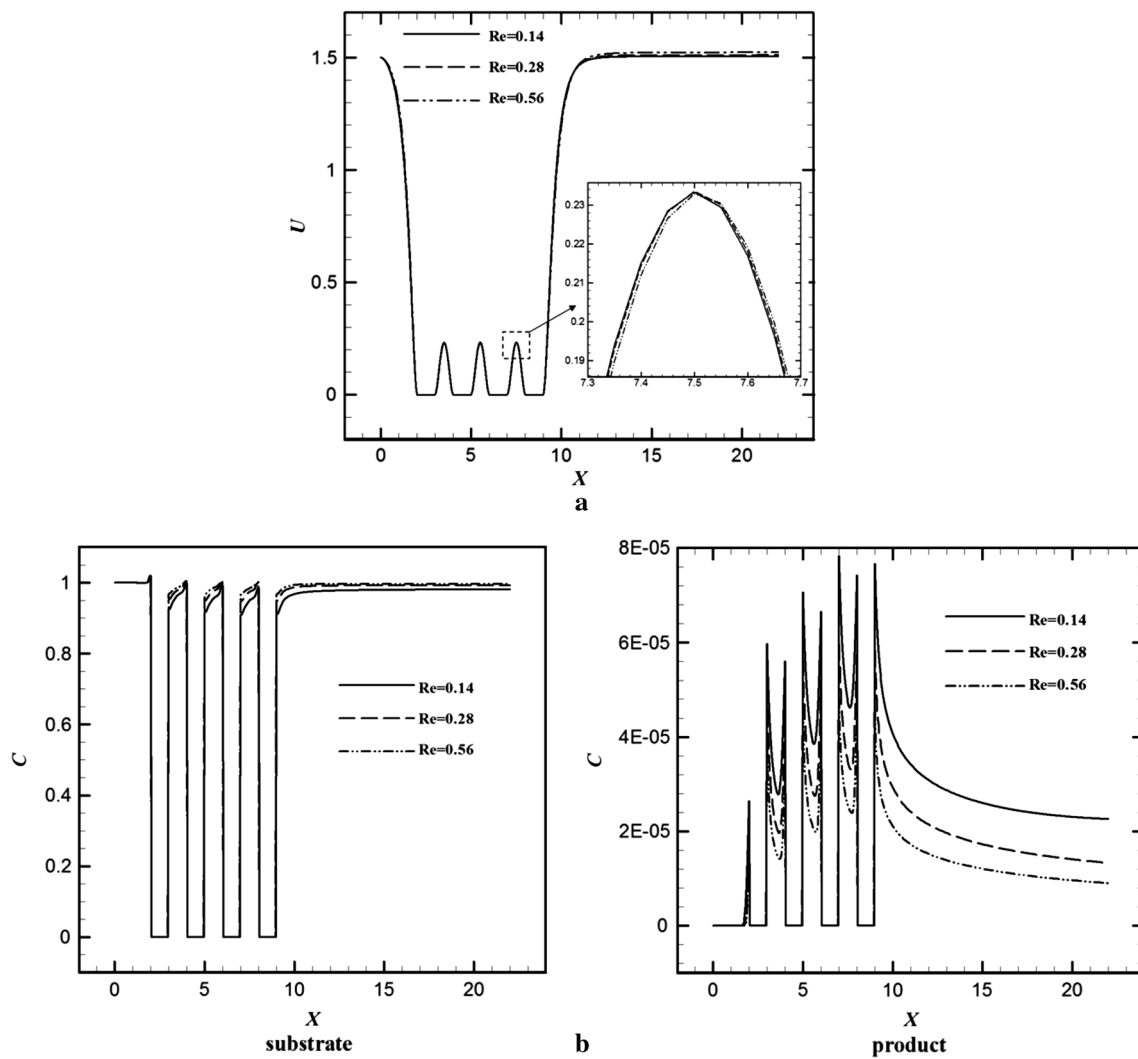 Re=0.14
Re=0.28
Re=0.56
1.5
1
0.5
0
U
0.23
0.22
0.21
0.2
0.19
7.3 7.4 7.5 7.6 7.7
0 5 10 15 20
X
a
1
0.8
0.6
0.4
0.2
0
C
Re=0.14
Re=0.28
Re=0.56
0 5 10 15 20
X
substrate
b
8E-05
6E-05
4E-05
2E-05
0
C
Re=0.14
Re=0.28
Re=0.56
0 5 10 15 20
X
product